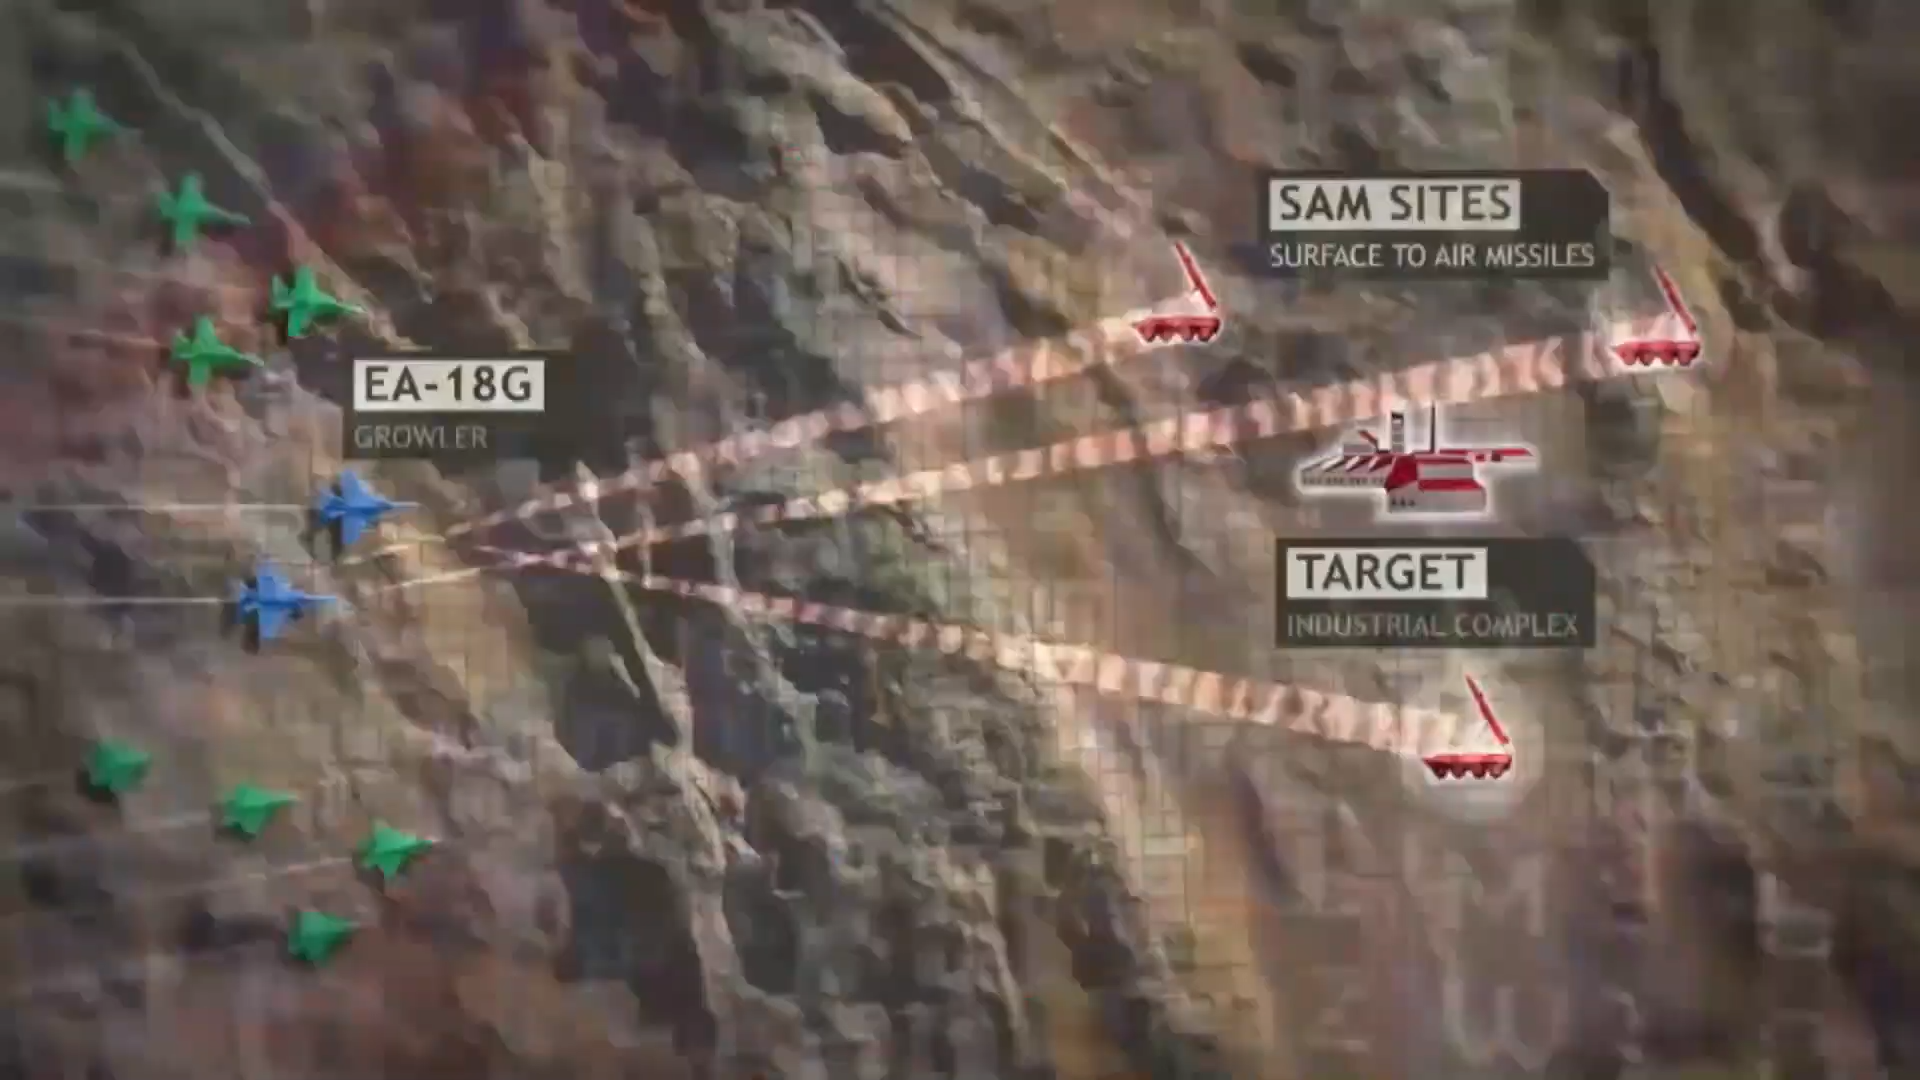 SAM SITES
SURFACE TO AIR MISSILES
EA-18G
GROWLER
TARGET
INDUSTRIAL COMPLEX